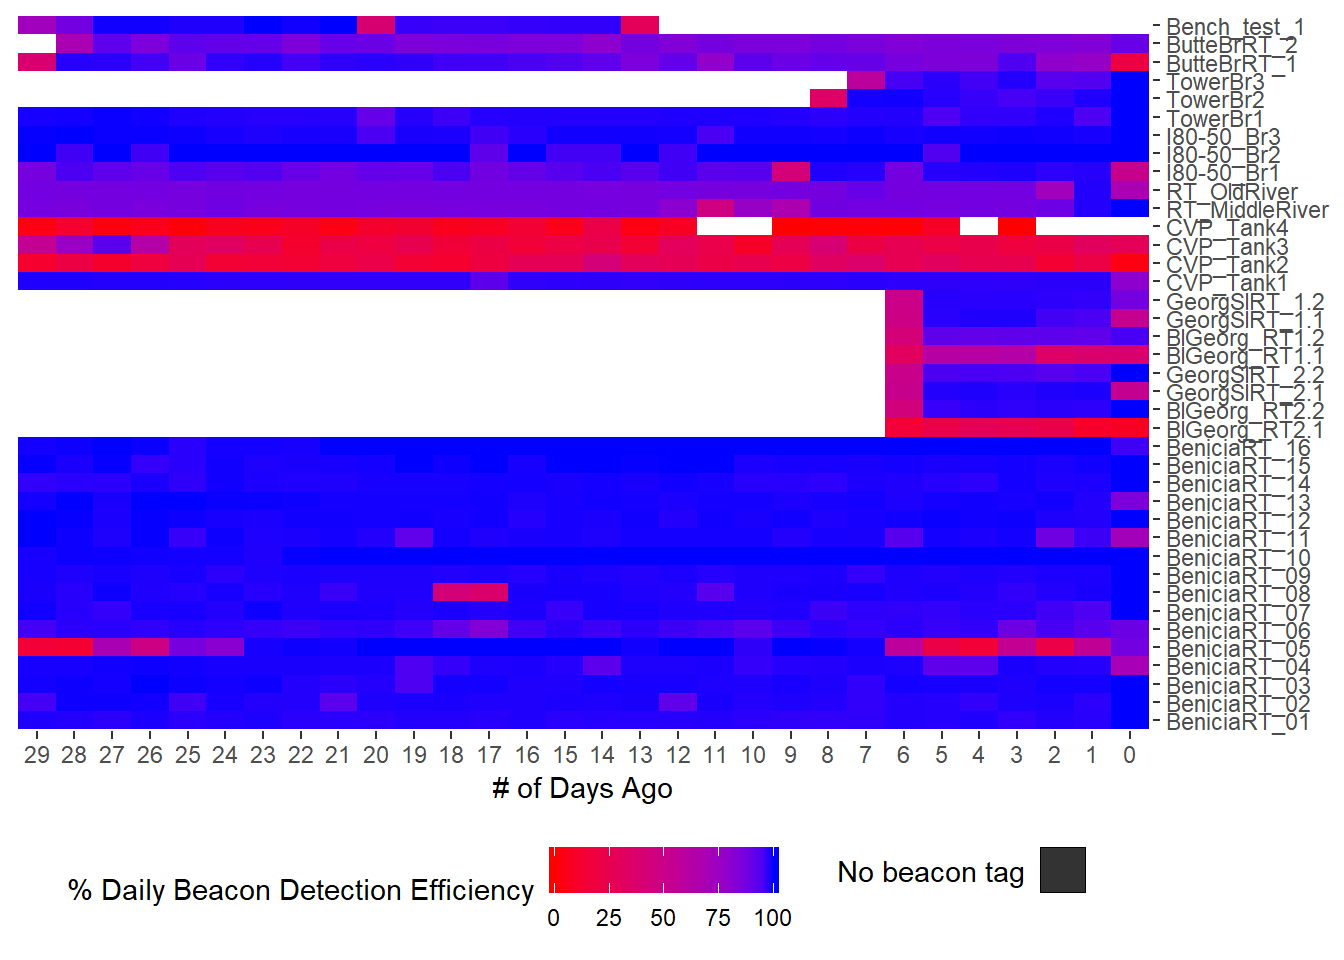 Bench_test_1
ButteBrRT_2
ButteBrRT_1
TowerBr3
TowerBr2
TowerBr1
I80-50_Br3
I80-50_Br2
I80-50_Br1
RT_OldRiver
RT_MiddleRiver
CVP_Tank4
CVP_Tank3
CVP_Tank2
CVP_Tank1
GeorgSlRT_1.2
GeorgSlRT_1.1
BlGeorg_RT1.2
BlGeorg_RT1.1
GeorgSlRT_2.2
GeorgSlRT_2.1
BlGeorg_RT2.2
BlGeorg_RT2.1
BeniciaRT_16
BeniciaRT_15
BeniciaRT_14
BeniciaRT_13
BeniciaRT_12
BeniciaRT_11
BeniciaRT_10
BeniciaRT_09
BeniciaRT_08
BeniciaRT_07
BeniciaRT_06
BeniciaRT_05
BeniciaRT_04
BeniciaRT_03
BeniciaRT_02
BeniciaRT_01
29 28 27 26 25 24 23 22 21 20 19 18 17 16 15 14 13 12 11 10 9 8 7 6 5 4 3 2 1 0
# of Days Ago
% Daily Beacon Detection Efficiency
0 25 50 75 100
No beacon tag